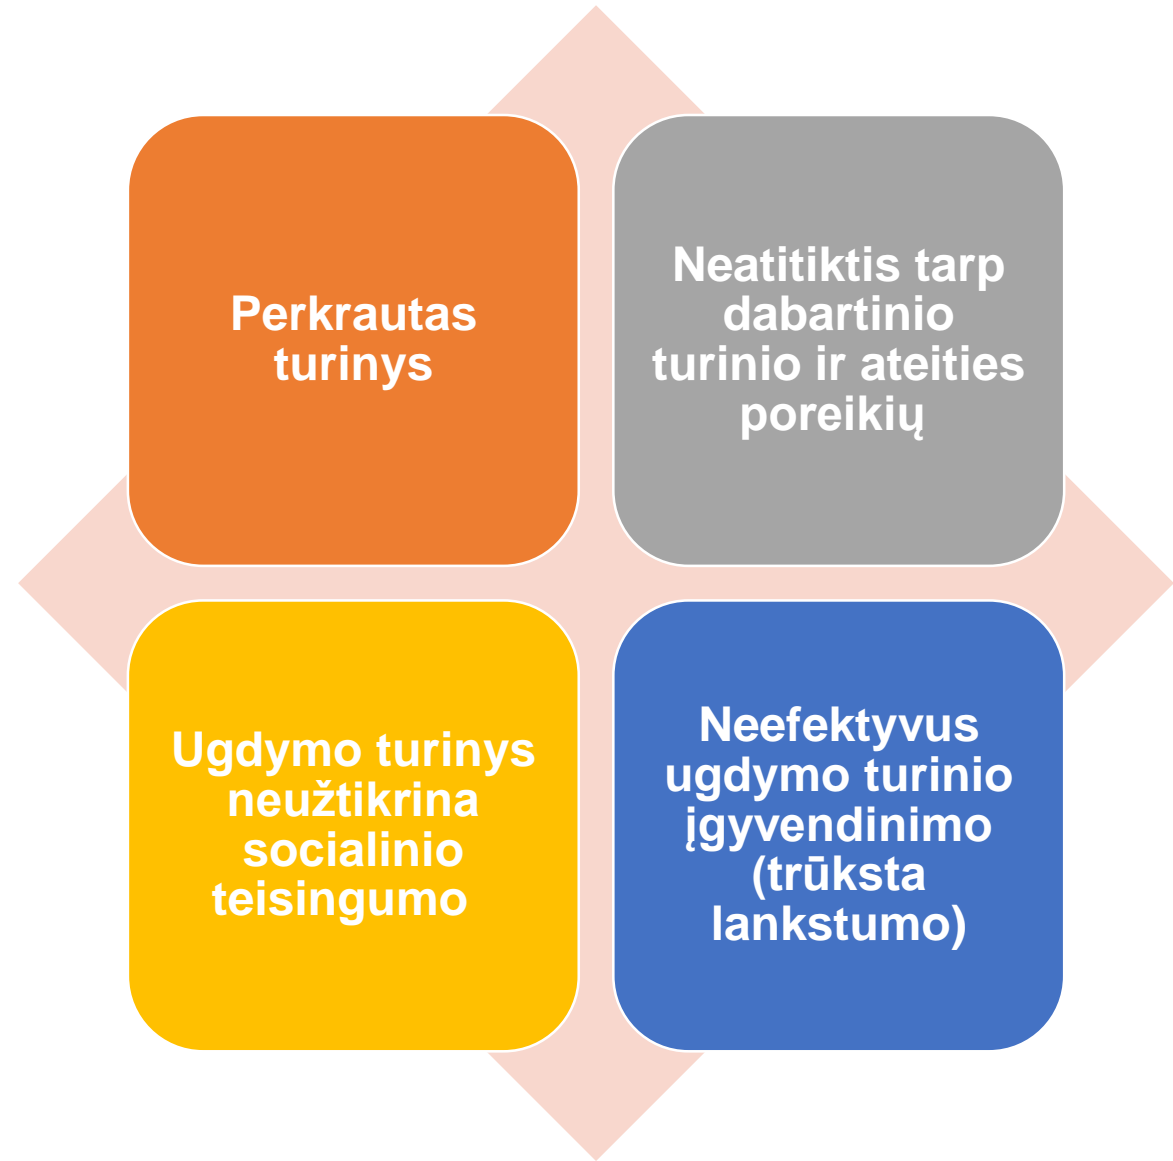 Perkrautas
turinys
Neatitiktis tarp
dabartinio
turinio ir ateities
poreikių
Ugdymo turinys
neužtikrina
socialinio
teisingumo
Neefektyvus
ugdymo turinio
įgyvendinimo
(trūksta
lankstumo)